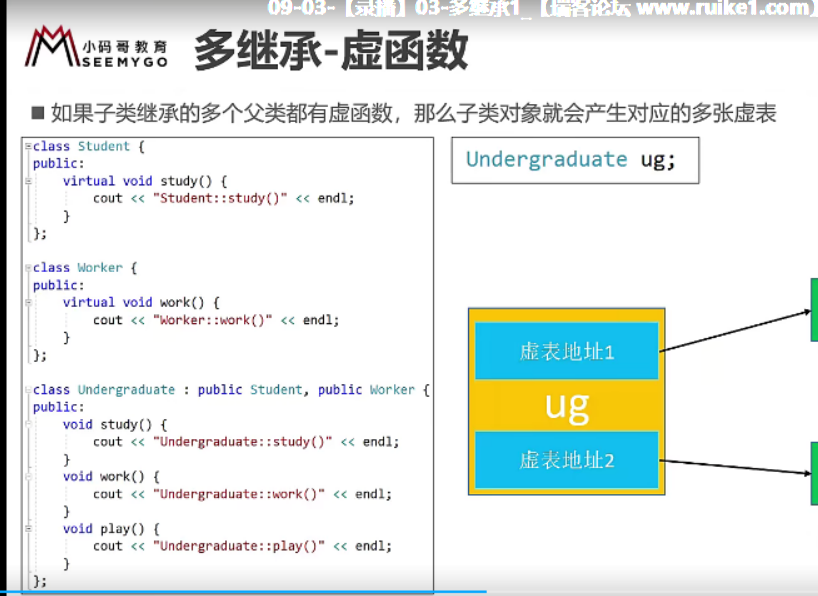 09-03-【录播】03-多继承1_【瑞客论坛 www.ruike1.com】
小码哥教育
SEEMYGO
多继承-虚函数
■ 如果子类继承的多个父类都有虚函数，那么子类对象就会产生对应的多张虚表
class Student {
public:
virtual void study() {
cout << "Student::study()" << endl;
}
};
class Worker {
public:
virtual void work() {
cout << "Worker::work()" << endl;
}
};
class Undergraduate : public Student, public Worker {
public:
void study() {
cout << "Undergraduate::study()" << endl;
}
void work() {
cout << "Undergraduate::work()" << endl;
}
void play() {
cout << "Undergraduate::play()" << endl;
}
};
Undergraduate ug;
虚表地址1
ug
虚表地址2